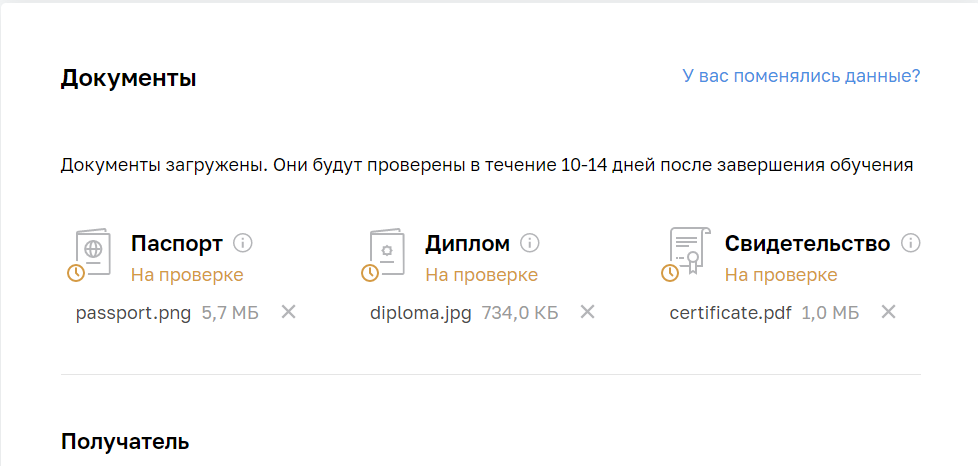 Документы
У вас поменялись данные?
Документы загружены. Они будут проверены в течение 10-14 дней после завершения обучения
Паспорт
На проверке
passport.png 5,7 МБ
Диплом
На проверке
diploma.jpg 734,0 КБ
Свидетельство
На проверке
certificate.pdf 1,0 МБ
Получатель